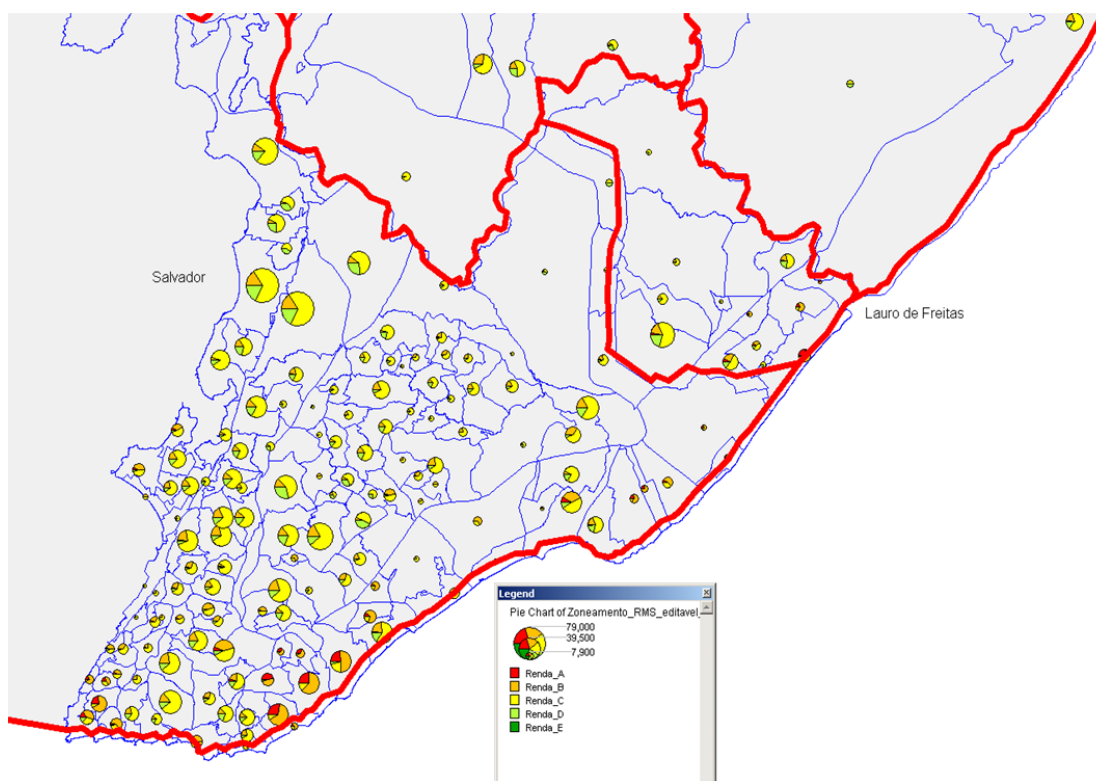 Salvador
Lauro de Freitas
Legend
Pie Chart of Zoneamento_RMS_editavel_
79,000
39,500
7,900
Renda_A
Renda_B
Renda_C
Renda_D
Renda_E